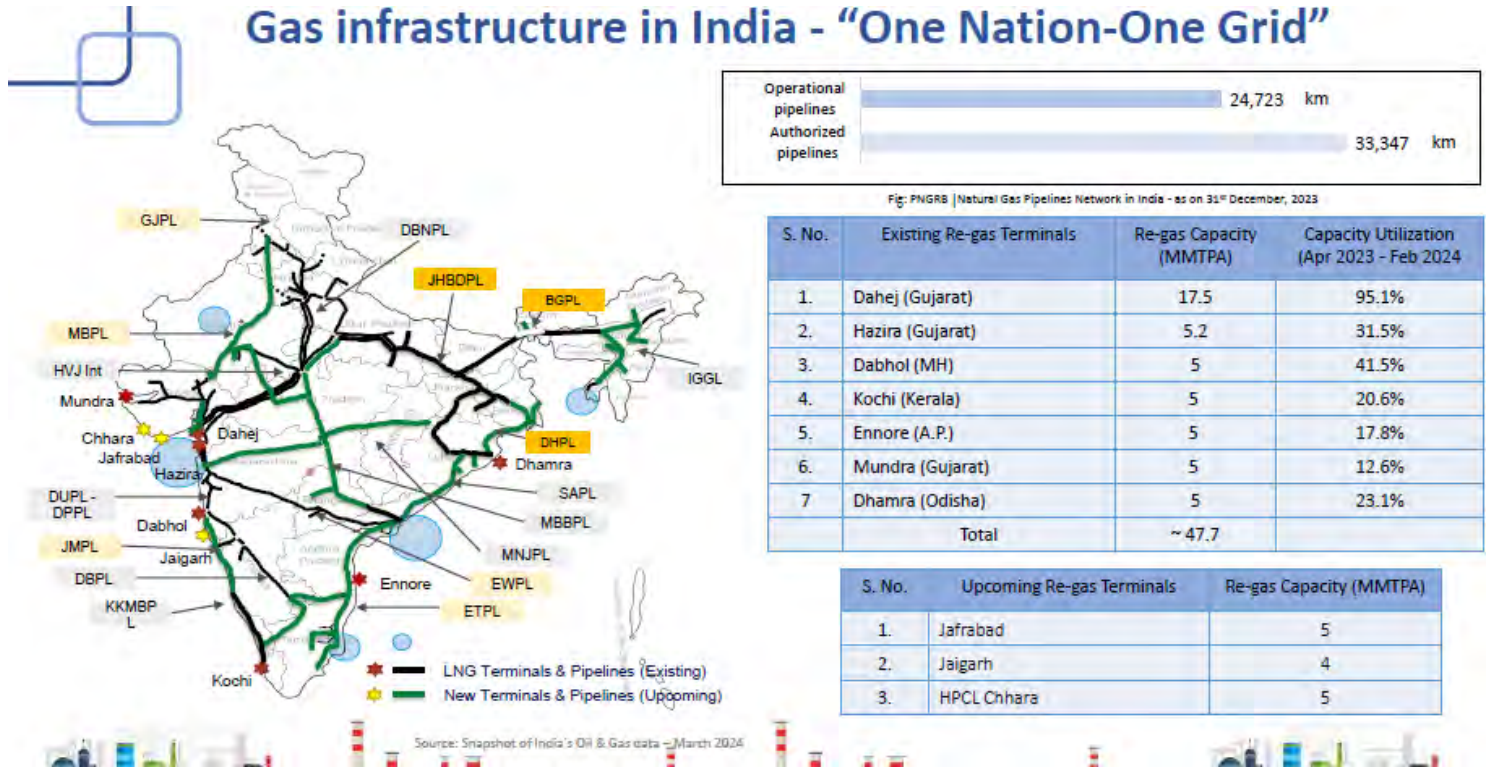 Gas infrastructure in India - “One Nation-One Grid”
Operational
pipelines
24,723 km
Authorized
pipelines
33,347 km
Fig: PNGRB |Natural Gas Pipelines Network in India - as on 31st December, 2023
GJPL
DBNPL
JHBDPL
BGPL
MBPL
HVJ Int
IGGL
Mundra
Chhara
Dahej
Jafrabad
Hazira
DHPL
Dhamra
DUPL -
DPPL
SAPL
Dabhol
MBBPL
JMPL
Jaigarh
MNJPL
DBPL
Ennore
EWPL
KKMBP
L
ETPL
Kochi
LNG Terminals & Pipelines (Existing)
New Terminals & Pipelines (Upcoming)
S. No. Existing Re-gas Terminals Re-gas Capacity (MMTPA) Capacity Utilization (Apr 2023 - Feb 2024
1. Dahej (Gujarat) 17.5 95.1%
2. Hazira (Gujarat) 5.2 31.5%
3. Dabhol (MH) 5 41.5%
4. Kochi (Kerala) 5 20.6%
5. Ennore (A.P.) 5 17.8%
6. Mundra (Gujarat) 5 12.6%
7 Dhamra (Odisha) 5 23.1%
Total ~ 47.7
S. No. Upcoming Re-gas Terminals Re-gas Capacity (MMTPA)
1. Jafrabad 5
2. Jaigarh 4
3. HPCL Chhara 5
Source: Snapshot of India's Oil & Gas data – March 2024